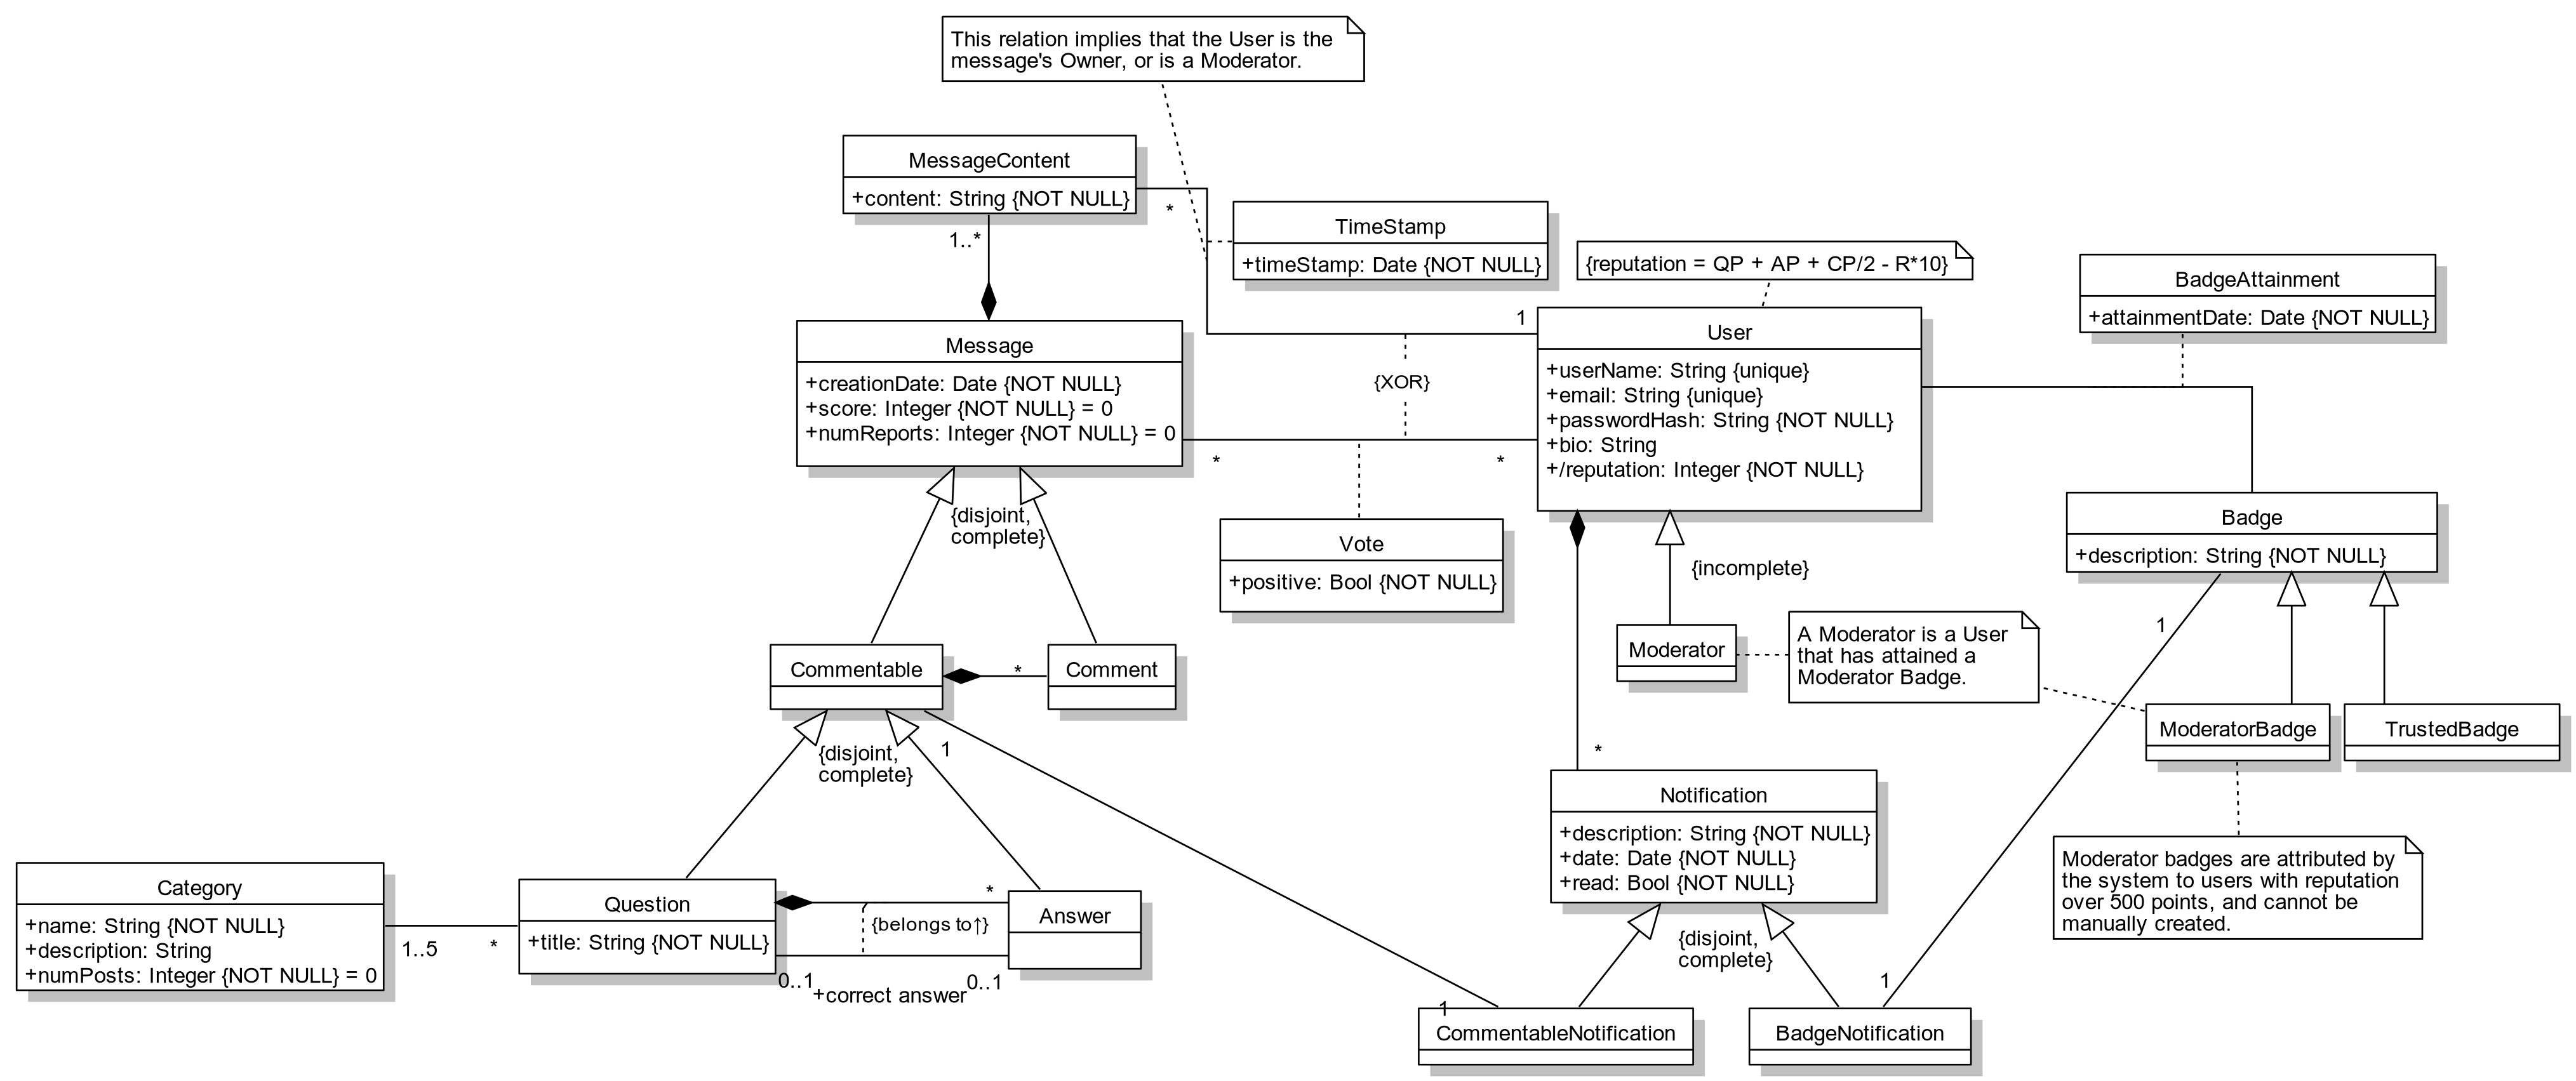 This relation implies that the User is the
message's Owner, or is a Moderator.
MessageContent
+content: String {NOT NULL}
*
1..*
TimeStamp
+timeStamp: Date {NOT NULL}
{reputation = QP + AP + CP/2 - R*10}
BadgeAttainment
+attainmentDate: Date {NOT NULL}
Message
+creationDate: Date {NOT NULL}
+score: Integer {NOT NULL} = 0
+numReports: Integer {NOT NULL} = 0
1
{XOR}
*
*
User
+userName: String {unique}
+email: String {unique}
+passwordHash: String {NOT NULL}
+bio: String
+/reputation: Integer {NOT NULL}
{disjoint,
complete}
Vote
+positive: Bool {NOT NULL}
Badge
+description: String {NOT NULL}
{incomplete}
Commentable
*
Comment
Moderator
A Moderator is a User
that has attained a
Moderator Badge.
1
ModeratorBadge
TrustedBadge
{disjoint,
complete}
1
*
Notification
+description: String {NOT NULL}
+date: Date {NOT NULL}
+read: Bool {NOT NULL}
Moderator badges are attributed by
the system to users with reputation
over 500 points, and cannot be
manually created.
Category
+name: String {NOT NULL}
+description: String
+numPosts: Integer {NOT NULL} = 0
1..5
*
Question
+title: String {NOT NULL}
*
{belongs to↑}
0..1
+correct answer
0..1
Answer
{disjoint,
complete}
1
1
CommentableNotification
BadgeNotification